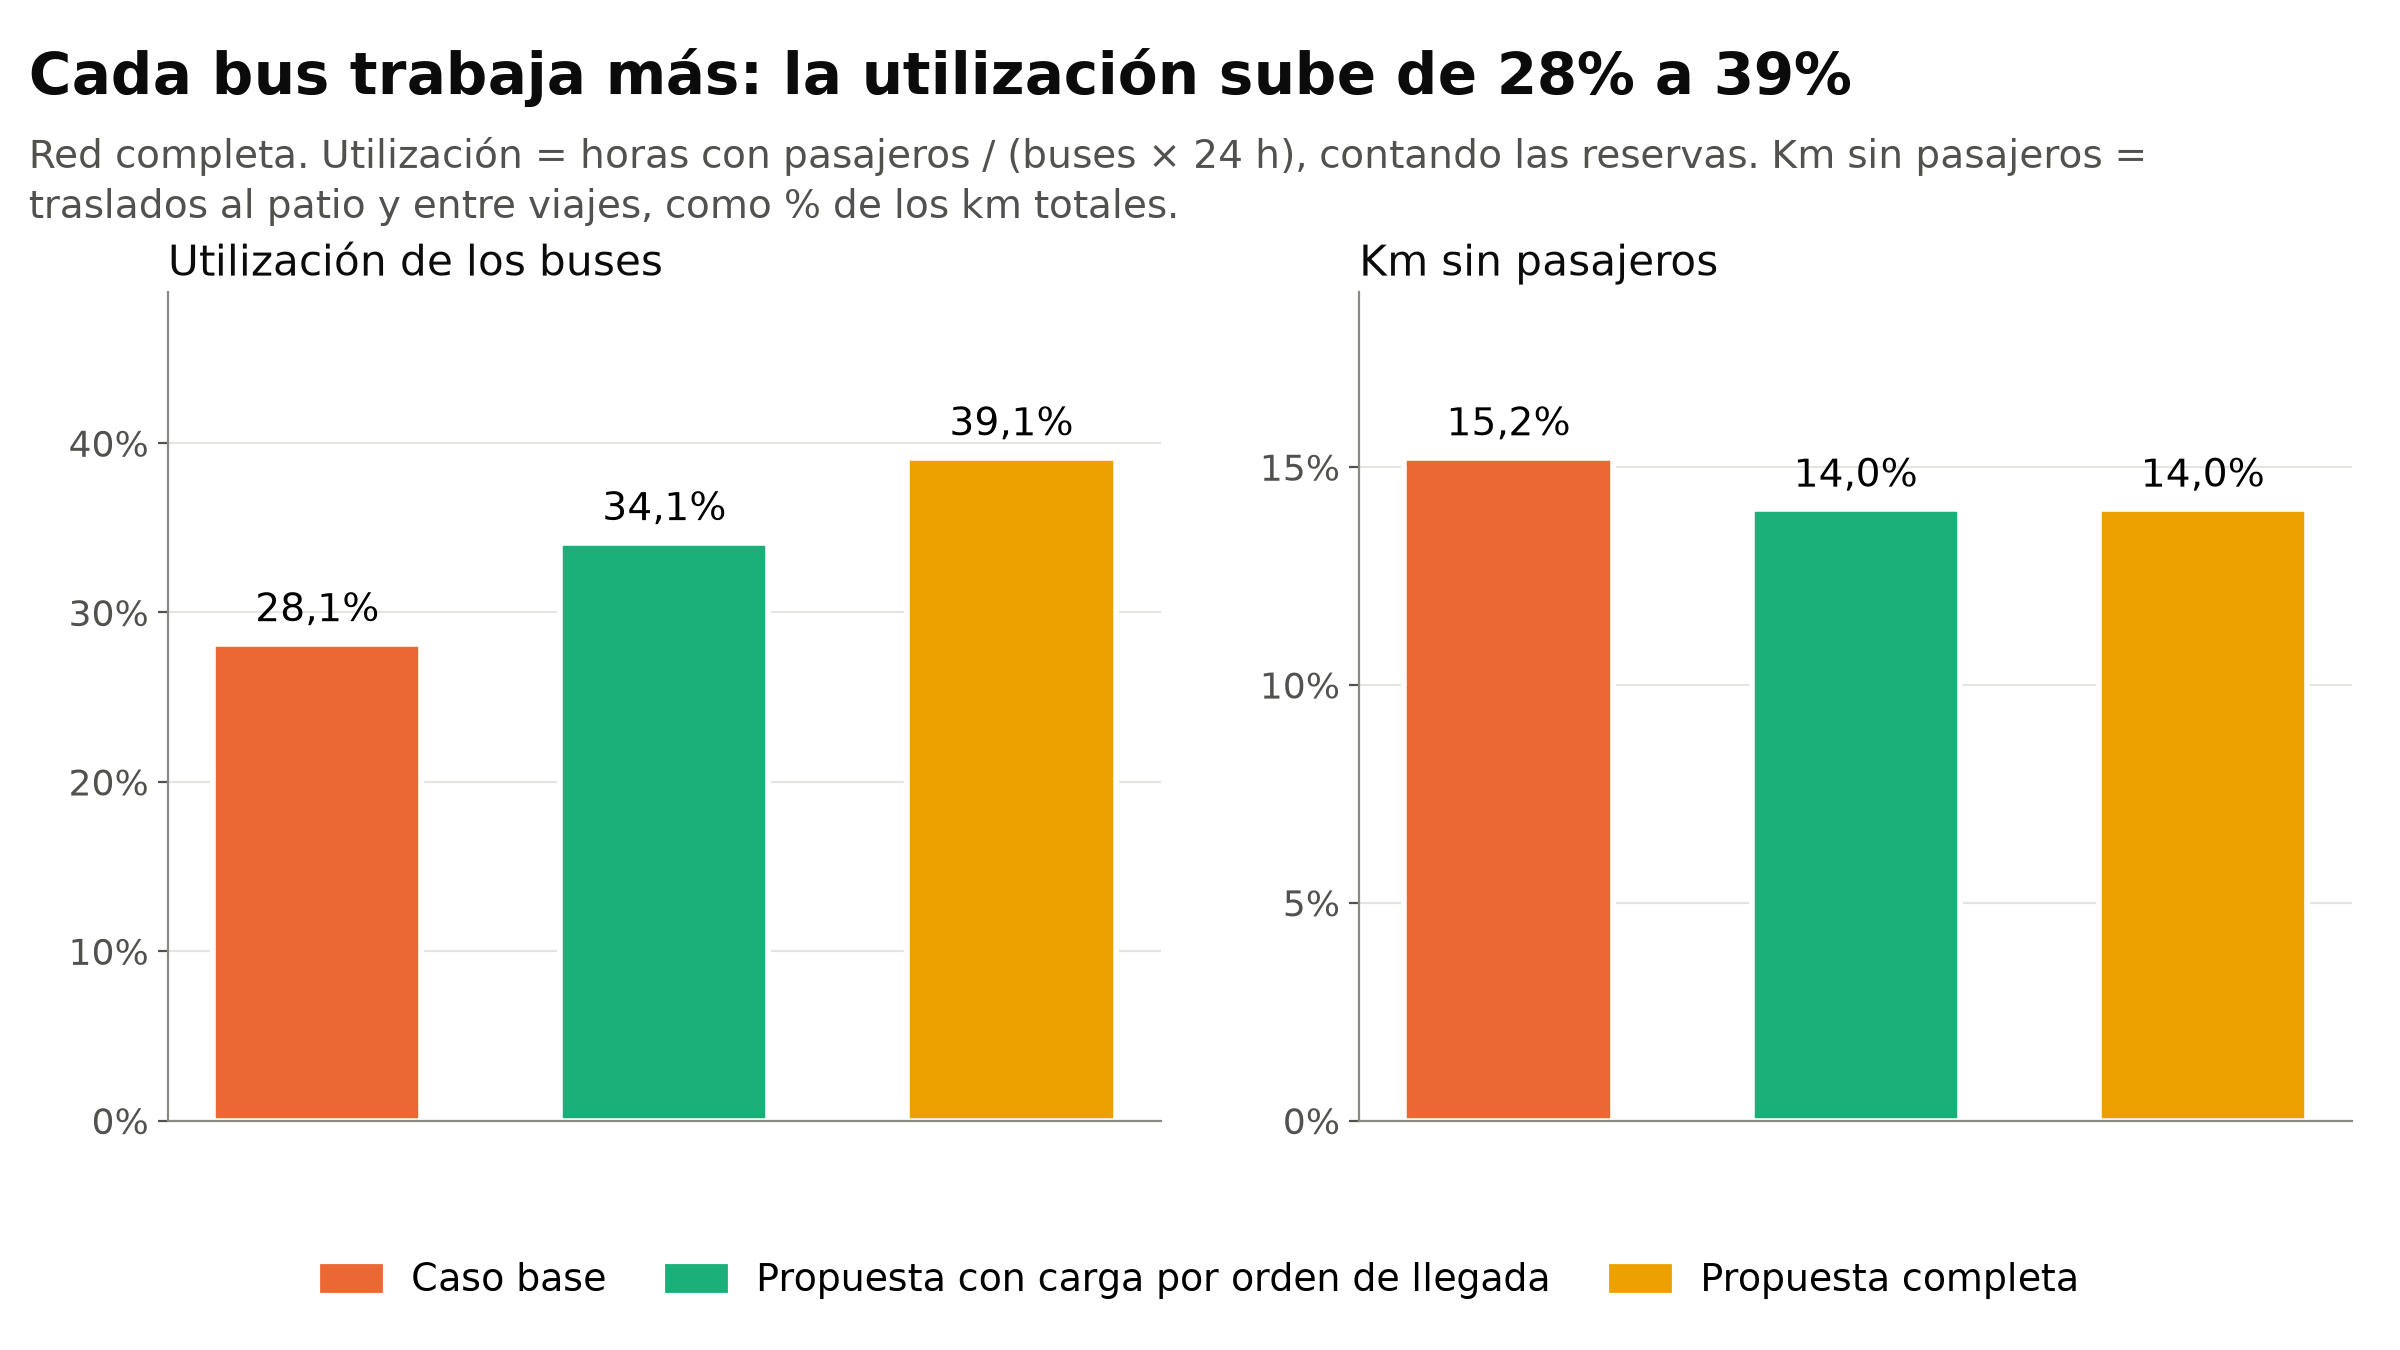 Cada bus trabaja más: la utilización sube de 28% a 39%
Red completa. Utilización = horas con pasajeros / (buses × 24 h), contando las reservas. Km sin pasajeros =
traslados al patio y entre viajes, como % de los km totales.
Utilización de los buses
40%
30%
20%
10%
0%
28,1%
34,1%
39,1%
Km sin pasajeros
15%
10%
5%
0%
15,2%
14,0%
14,0%
Caso base
Propuesta con carga por orden de llegada
Propuesta completa